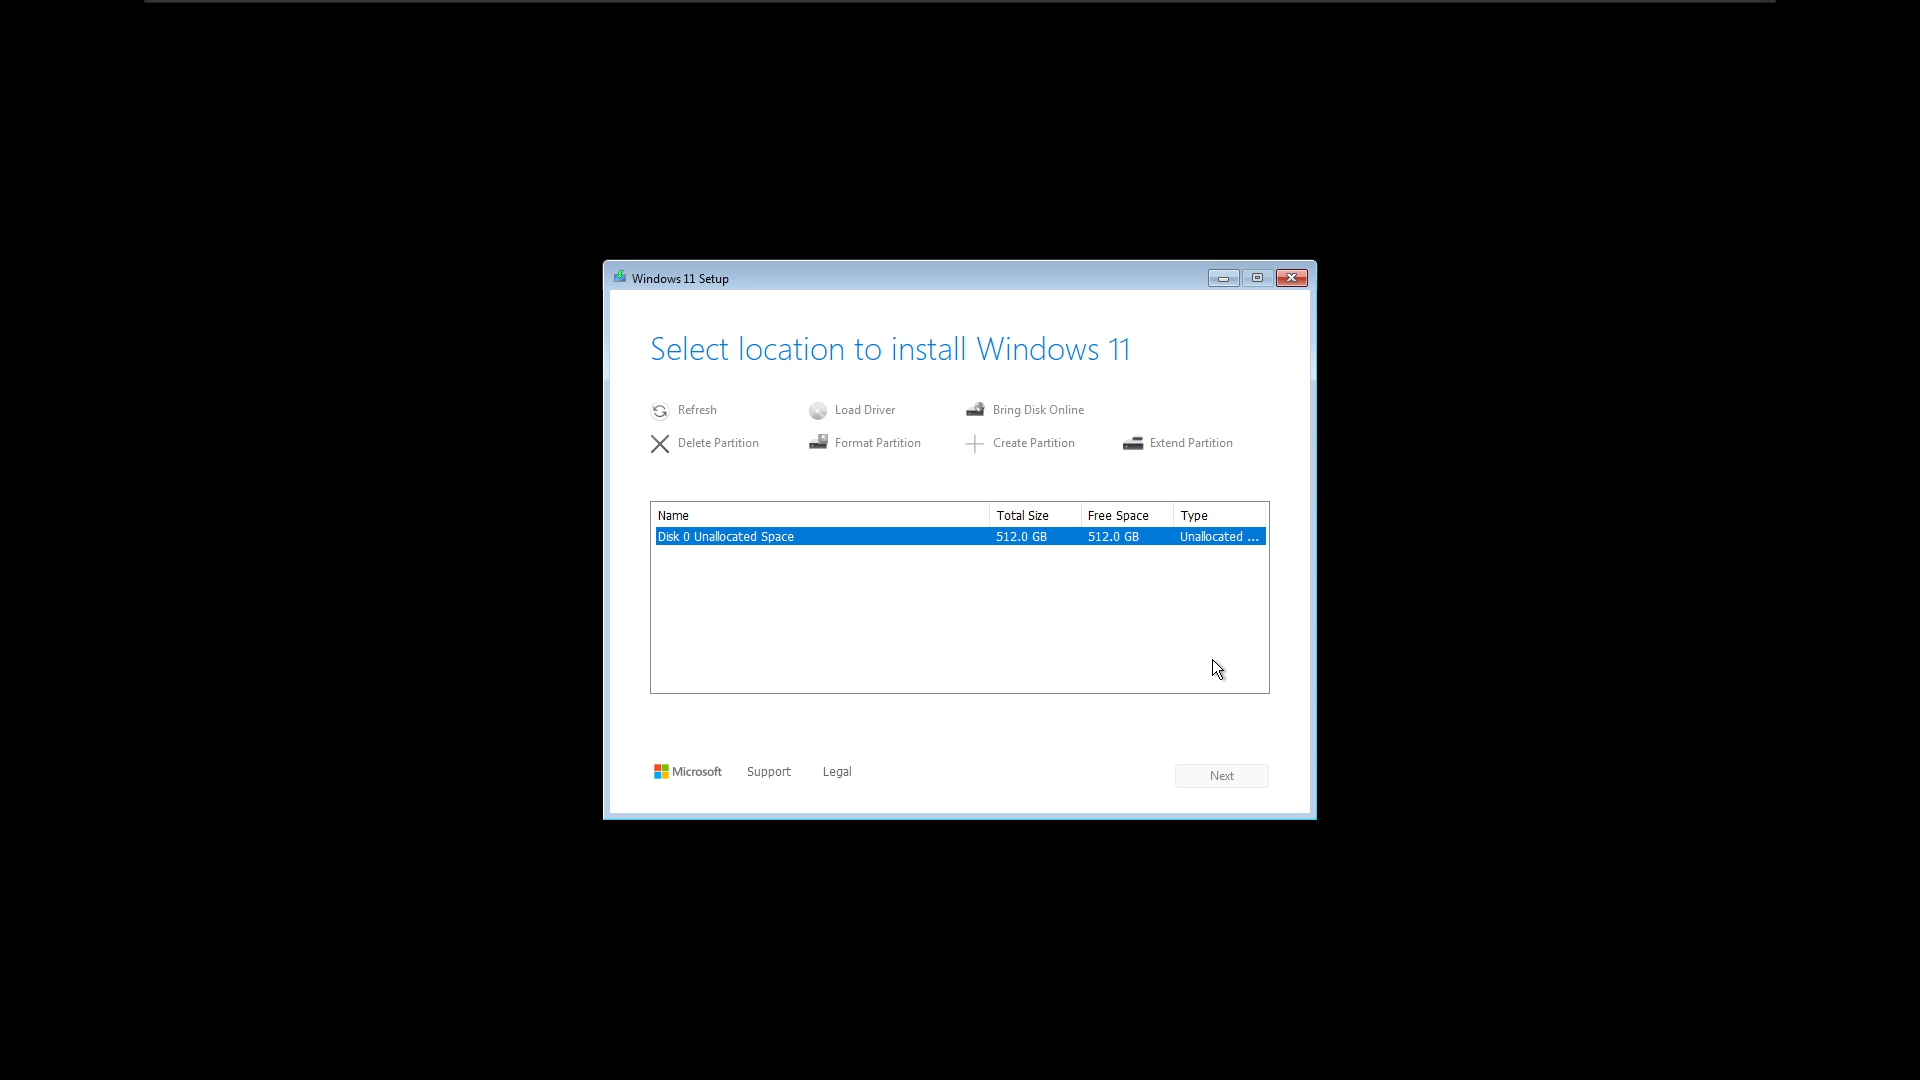 Windows 11 Setup
Select location to install Windows 11
Refresh Load Driver Bring Disk Online
Delete Partition Format Partition Create Partition Extend Partition
Name Total Size Free Space Type
Disk 0 Unallocated Space 512.0 GB 512.0 GB Unallocated ...
Microsoft Support Legal Next